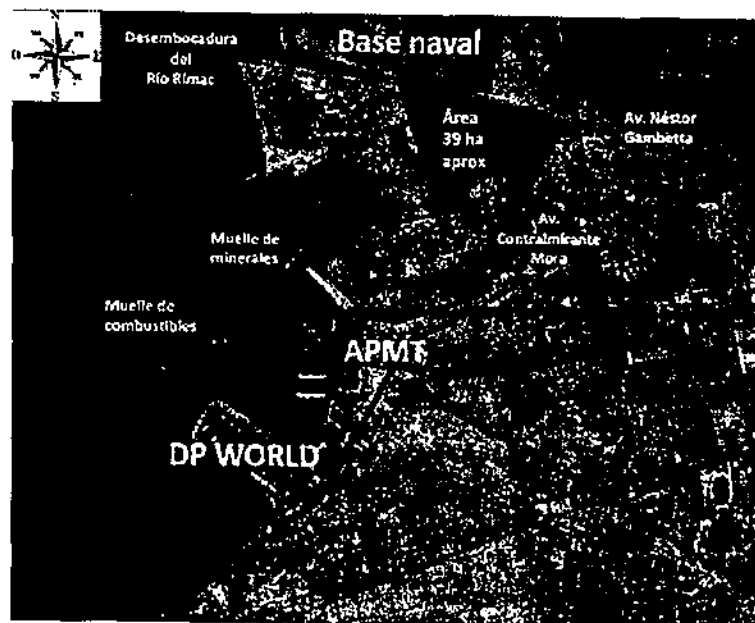 N
O
E
S
Desembocadura
del
Río Rímac
Base naval
Área
39 ha
aprox
Av. Néstor
Gambetta
Av.
Contralmirante
Mora
Muelle de
minerales
Muelle de
combustibles
APMT
DP WORLD